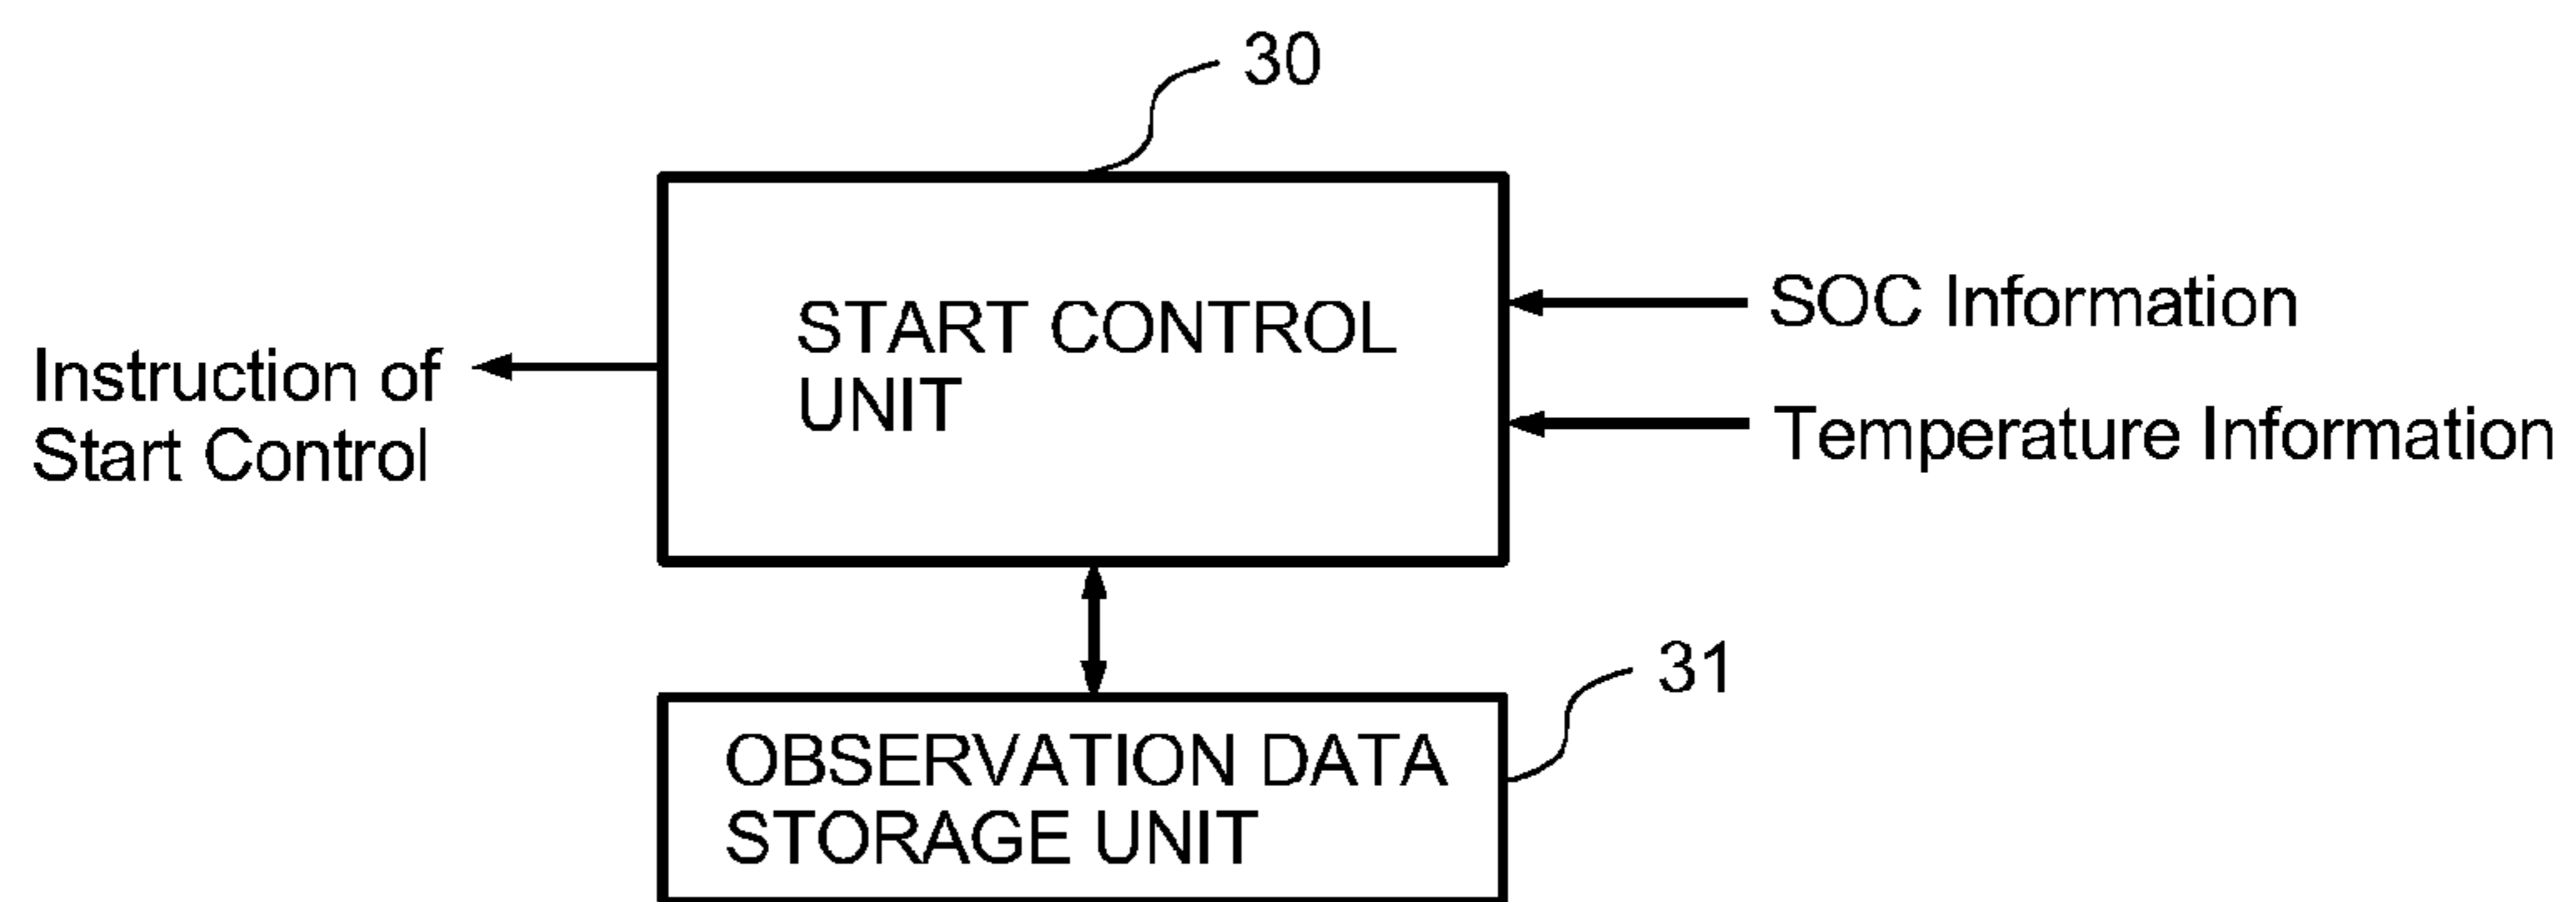 30
START CONTROL
UNIT
SOC Information
Temperature Information
Instruction of
Start Control
31
OBSERVATION DATA
STORAGE UNIT